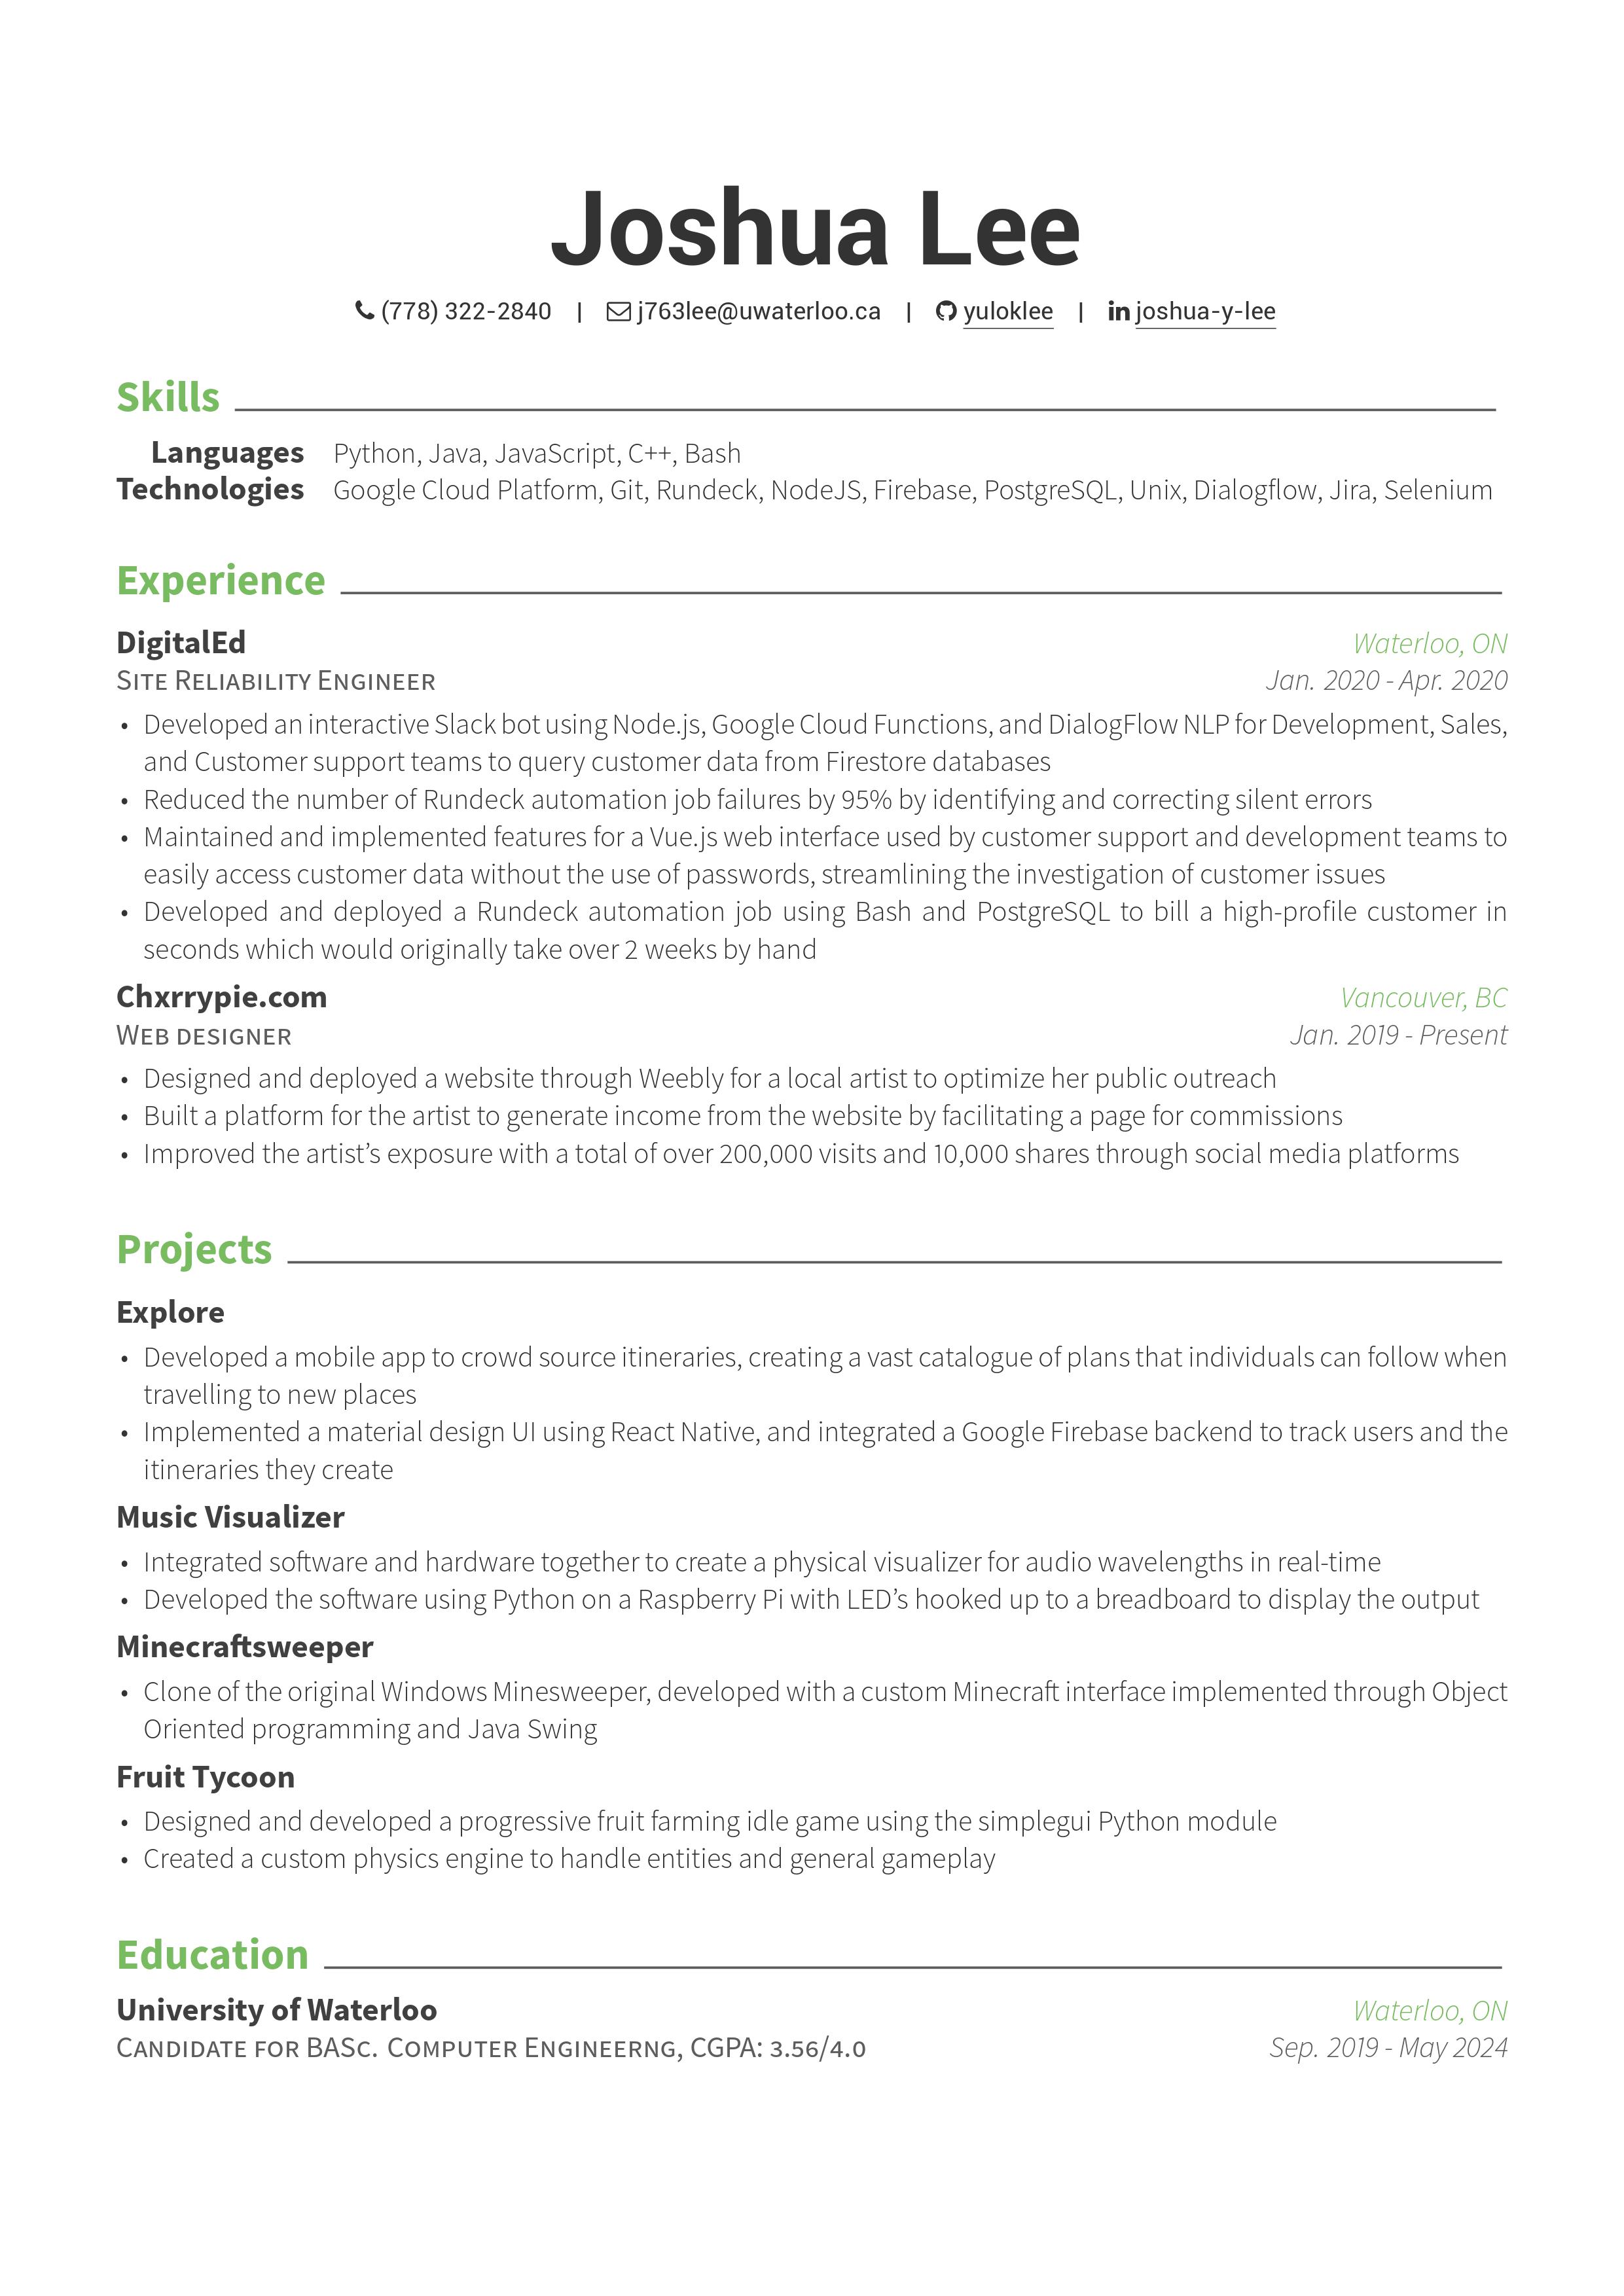 Joshua Lee
(778) 322-2840 | j763lee@uwaterloo.ca | yuloklee | joshua-y-lee
Skills
Languages Python, Java, JavaScript, C++, Bash
Technologies Google Cloud Platform, Git, Rundeck, NodeJS, Firebase, PostgreSQL, Unix, Dialogflow, Jira, Selenium
Experience
DigitalEd Waterloo, ON
Site Reliability Engineer Jan. 2020 - Apr. 2020
• Developed an interactive Slack bot using Node.js, Google Cloud Functions, and DialogFlow NLP for Development, Sales,
and Customer support teams to query customer data from Firestore databases
• Reduced the number of Rundeck automation job failures by 95% by identifying and correcting silent errors
• Maintained and implemented features for a Vue.js web interface used by customer support and development teams to
easily access customer data without the use of passwords, streamlining the investigation of customer issues
• Developed and deployed a Rundeck automation job using Bash and PostgreSQL to bill a high-profile customer in
seconds which would originally take over 2 weeks by hand
Chxrrypie.com Vancouver, BC
Web designer Jan. 2019 - Present
• Designed and deployed a website through Weebly for a local artist to optimize her public outreach
• Built a platform for the artist to generate income from the website by facilitating a page for commissions
• Improved the artist's exposure with a total of over 200,000 visits and 10,000 shares through social media platforms
Projects
Explore
• Developed a mobile app to crowd source itineraries, creating a vast catalogue of plans that individuals can follow when
travelling to new places
• Implemented a material design UI using React Native, and integrated a Google Firebase backend to track users and the
itineraries they create
Music Visualizer
• Integrated software and hardware together to create a physical visualizer for audio wavelengths in real-time
• Developed the software using Python on a Raspberry Pi with LED's hooked up to a breadboard to display the output
Minecraftsweeper
• Clone of the original Windows Minesweeper, developed with a custom Minecraft interface implemented through Object
Oriented programming and Java Swing
Fruit Tycoon
• Designed and developed a progressive fruit farming idle game using the simplegui Python module
• Created a custom physics engine to handle entities and general gameplay
Education
University of Waterloo Waterloo, ON
Candidate for BASc. Computer Engineerng, CGPA: 3.56/4.0 Sep. 2019 - May 2024